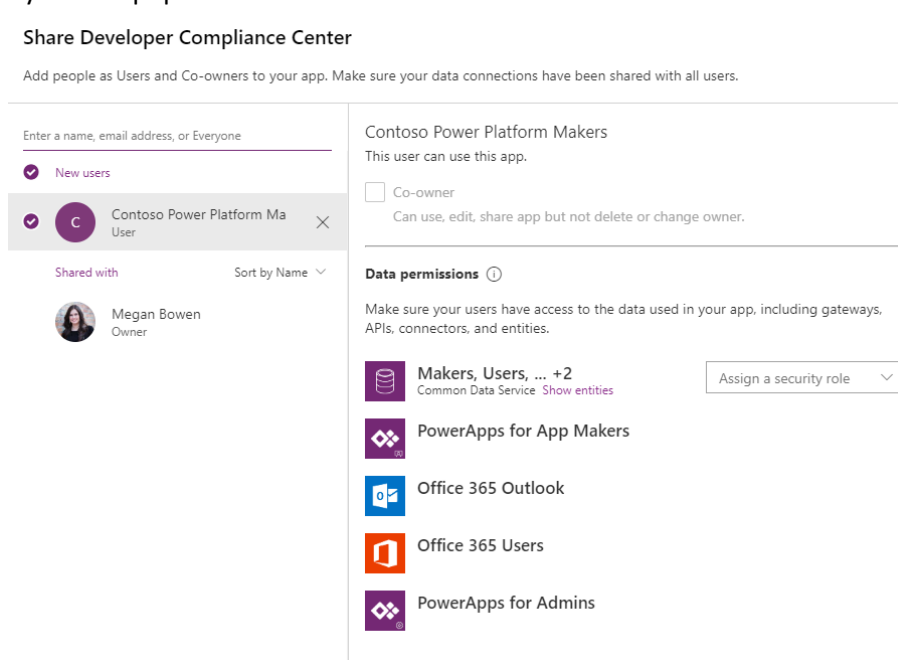 Share Developer Compliance Center
Add people as Users and Co-owners to your app. Make sure your data connections have been shared with all users.
Enter a name, email address, or Everyone
New users
C
Contoso Power Platform Ma
User
Shared with
Sort by Name
Megan Bowen
Owner
Contoso Power Platform Makers
This user can use this app.
Co-owner
Can use, edit, share app but not delete or change owner.
Data permissions
Make sure your users have access to the data used in your app, including gateways,
APIs, connectors, and entities.
Makers, Users, ... +2
Common Data Service Show entities
Assign a security role
PowerApps for App Makers
Office 365 Outlook
Office 365 Users
PowerApps for Admins